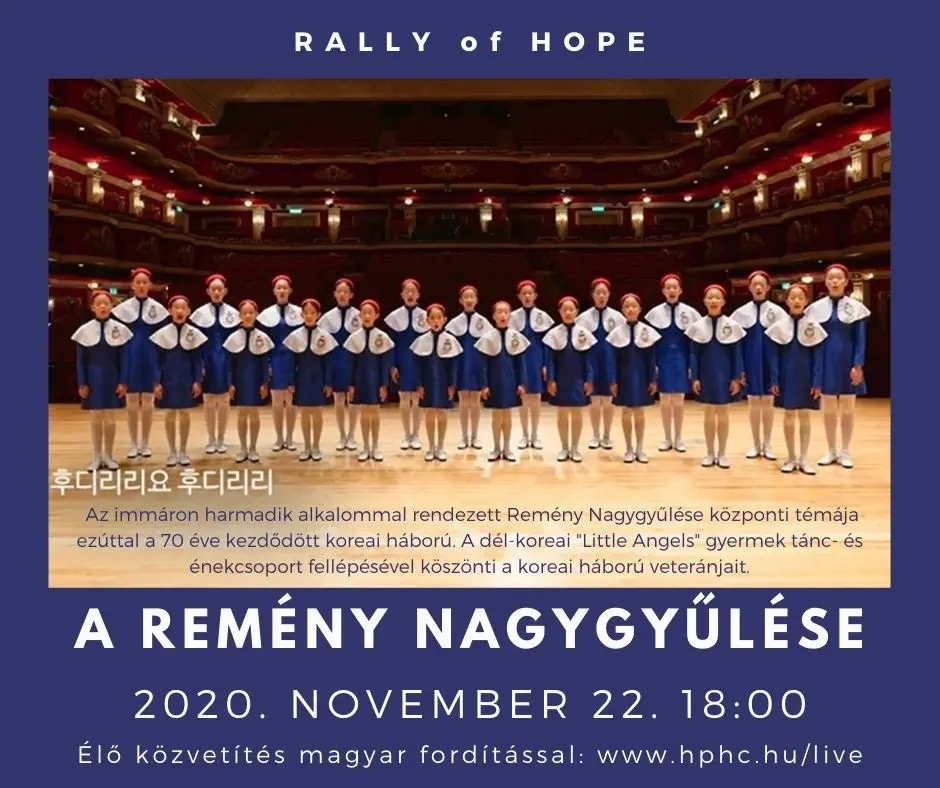 RALLY of HOPE
후디리리요 후디리리
Az immáron harmadik alkalommal rendezett Remény Nagygyűlése központi témája
ezúttal a 70 éve kezdődött koreai háború. A dél-koreai "Little Angels" gyermek tánc- és
énekcsoport fellépésével köszönti a koreai háború veteránjait.
A REMÉNY NAGYGYŰLÉSE
2020. NOVEMBER 22. 18:00
Élő közvetítés magyar fordítással: www.hphc.hu/live